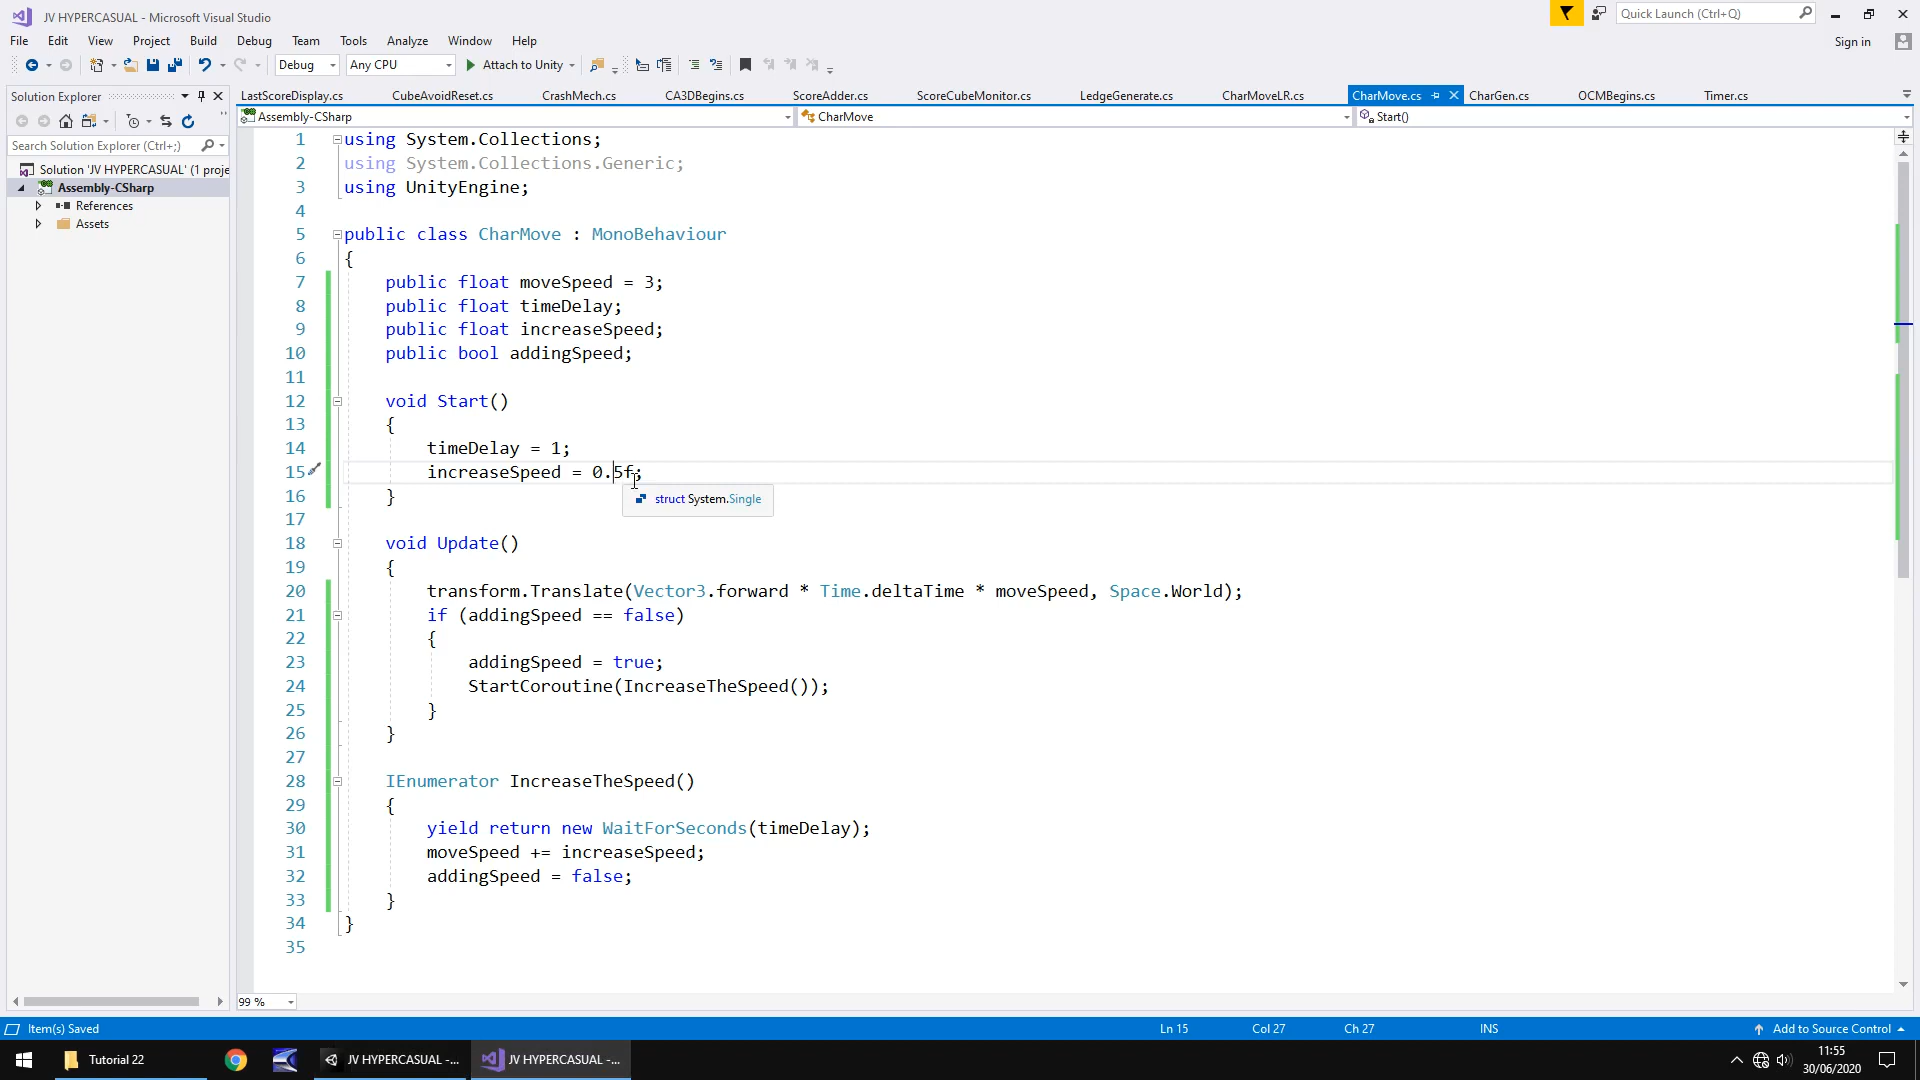 JV HYPERCASUAL - Microsoft Visual Studio
Quick Launch (Ctrl+Q)
File Edit View Project Build Debug Team Tools Analyze Window Help
Sign in
Debug Any CPU Attach to Unity
Solution Explorer
LastScoreDisplay.cs CubeAvoidReset.cs CrashMech.cs CA3DBegins.cs ScoreAdder.cs ScoreCubeMonitor.cs LedgeGenerate.cs CharMoveLR.cs CharMove.cs CharGen.cs OCMBegins.cs Timer.cs
Assembly-CSharp CharMove Start()
Search Solution Explorer (Ctrl+;)
Solution 'JV HYPERCASUAL' (1 proje
Assembly-CSharp
References
Assets
1 using System.Collections;
2 using System.Collections.Generic;
3 using UnityEngine;
4
5 public class CharMove : MonoBehaviour
6 {
7 public float moveSpeed = 3;
8 public float timeDelay;
9 public float increaseSpeed;
10 public bool addingSpeed;
11
12 void Start()
13 {
14 timeDelay = 1;
15 increaseSpeed = 0.5f;
16 }
struct System.Single
17
18 void Update()
19 {
20 transform.Translate(Vector3.forward * Time.deltaTime * moveSpeed, Space.World);
21 if (addingSpeed == false)
22 {
23 addingSpeed = true;
24 StartCoroutine(IncreaseTheSpeed());
25 }
26 }
27
28 IEnumerator IncreaseTheSpeed()
29 {
30 yield return new WaitForSeconds(timeDelay);
31 moveSpeed += increaseSpeed;
32 addingSpeed = false;
33 }
34 }
35
99 %
Item(s) Saved Ln 15 Col 27 Ch 27 INS Add to Source Control
Tutorial 22 JV HYPERCASUAL -... JV HYPERCASUAL -...
11:55
30/06/2020